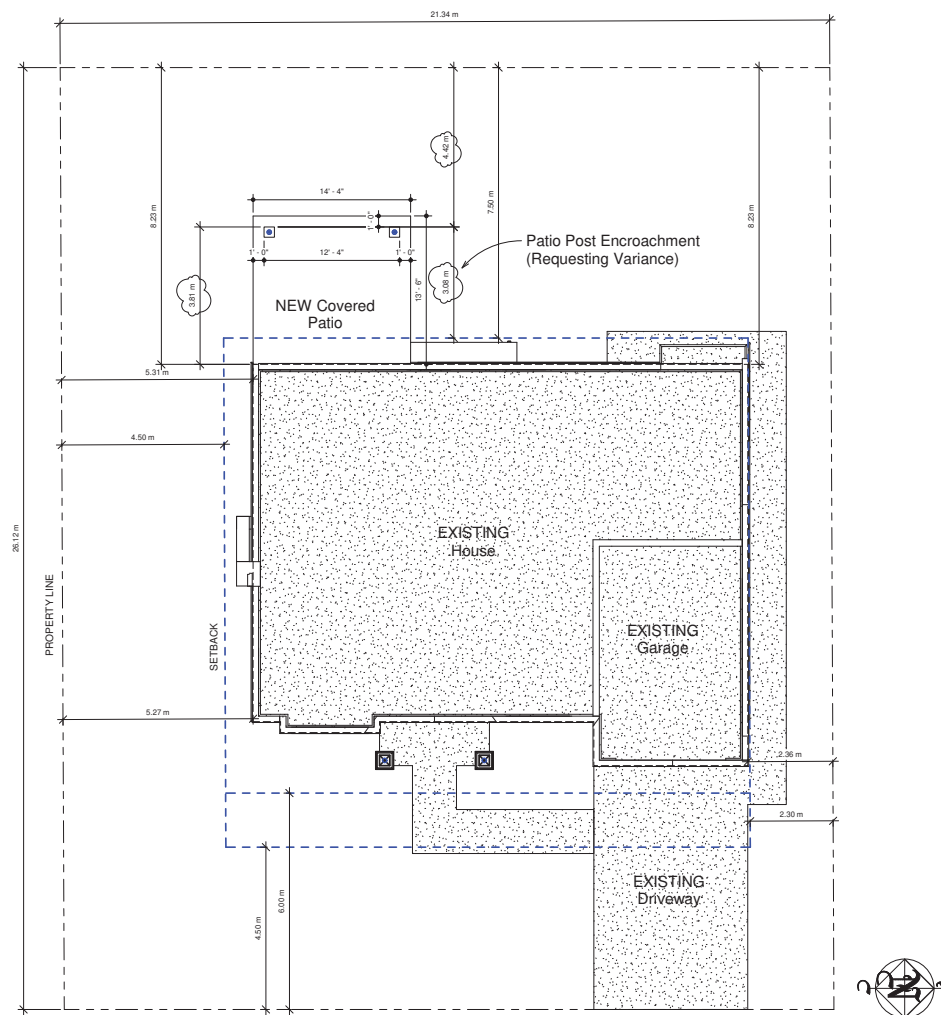 21.34 m
26.12 m
8.23 m
4.42 m
7.50 m
8.23 m
14' - 4"
1' - 0"
1' - 0"
12' - 4"
1' - 0"
13' - 6"
3.81 m
3.08 m
Patio Post Encroachment
(Requesting Variance)
NEW Covered
Patio
5.31 m
4.50 m
EXISTING
House
PROPERTY LINE
SETBACK
EXISTING
Garage
5.27 m
2.36 m
2.30 m
EXISTING
Driveway
4.50 m
6.00 m